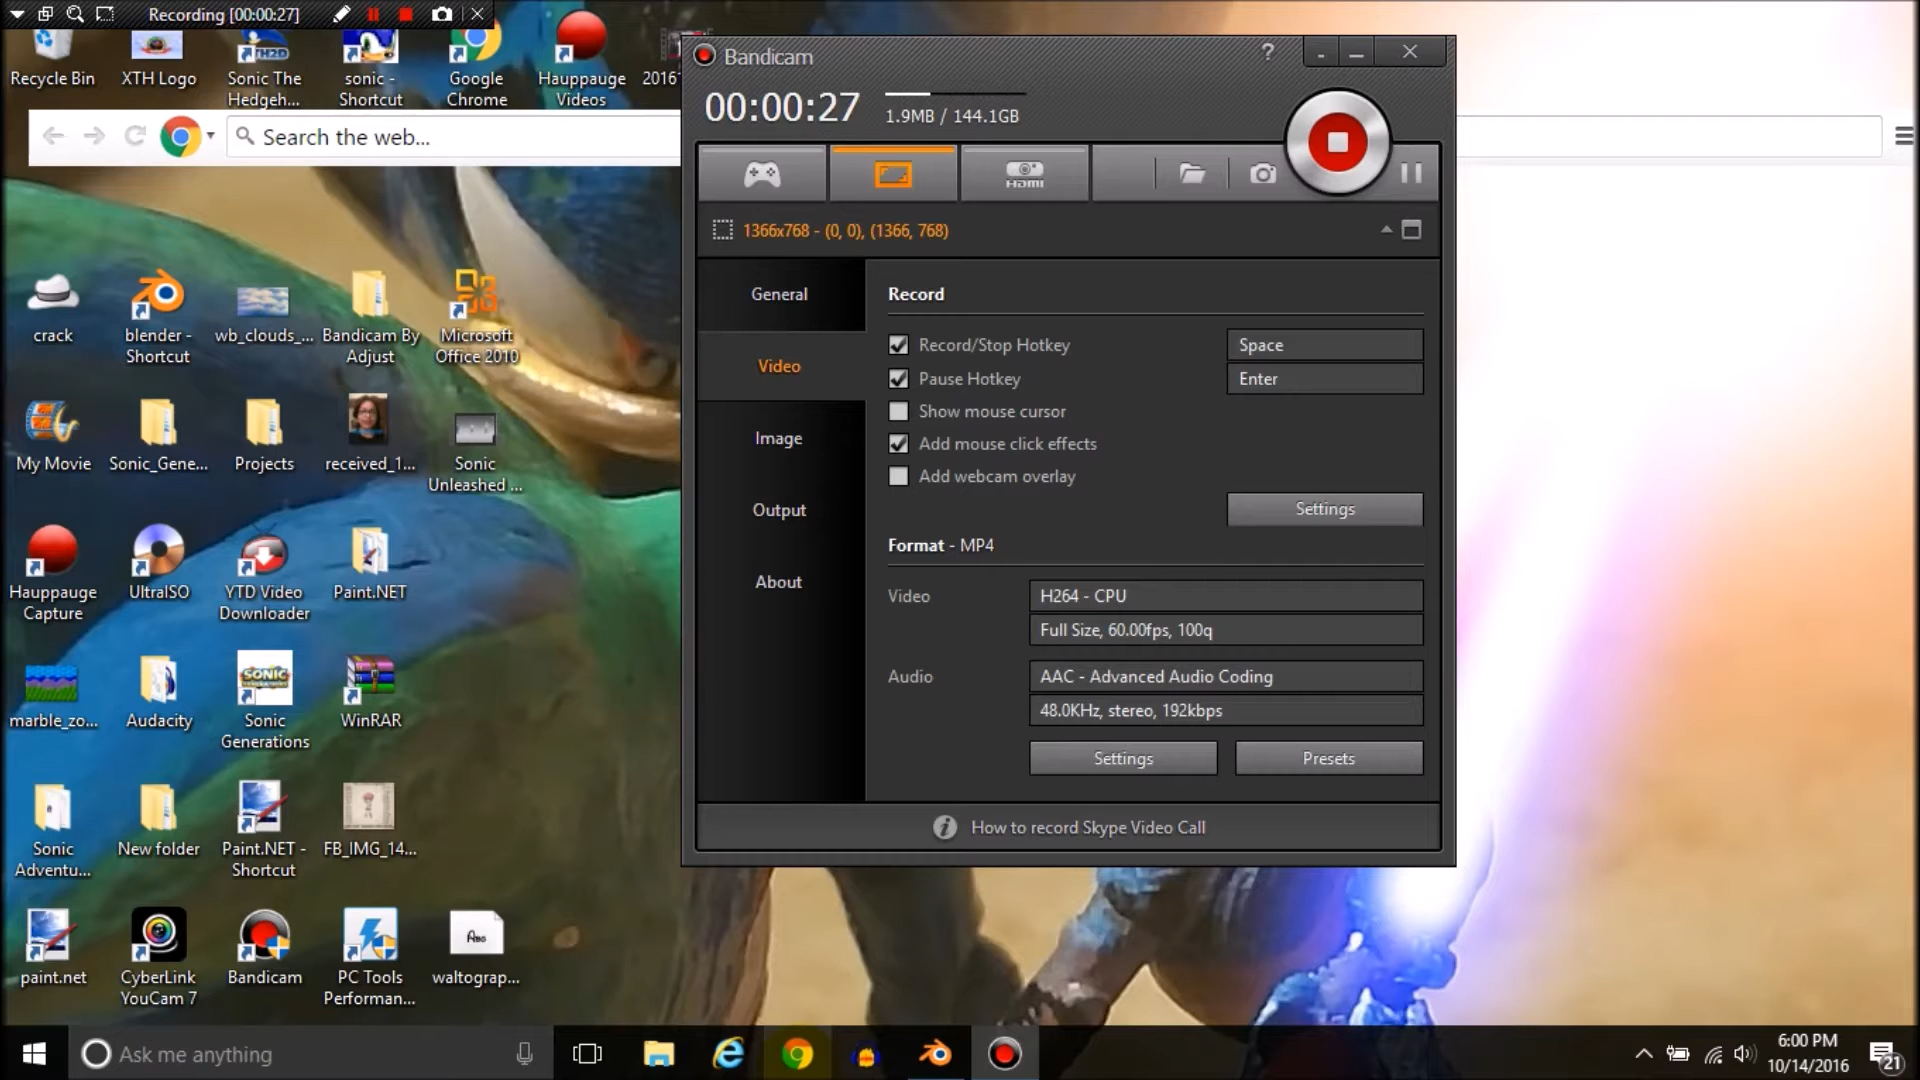 Recording [00:00:27]
Recycle Bin
XTH Logo
Sonic The
Hedgeh...
sonic -
Shortcut
Google
Chrome
Hauppauge
Videos
2016
Search the web...
crack
blender -
Shortcut
wb_clouds_...
Bandicam By
Adjust
Microsoft
Office 2010
My Movie
Sonic_Gene...
Projects
received_1...
Sonic
Unleashed ...
Hauppauge
Capture
UltraISO
YTD Video
Downloader
Paint.NET
marble_zo...
Audacity
SONIC
Sonic
Generations
WinRAR
Sonic
Adventu...
New folder
Paint.NET -
Shortcut
FB_IMG_14...
paint.net
CyberLink
YouCam 7
Bandicam
PC Tools
Performan...
waltograp...
Bandicam
?
00:00:27
1.9MB / 144.1GB
HDMI
1366x768 - (0, 0), (1366, 768)
General
Video
Image
Output
About
Record
Record/Stop Hotkey
Space
Pause Hotkey
Enter
Show mouse cursor
Add mouse click effects
Add webcam overlay
Settings
Format - MP4
Video
H264 - CPU
Full Size, 60.00fps, 100q
Audio
AAC - Advanced Audio Coding
48.0KHz, stereo, 192kbps
Settings
Presets
How to record Skype Video Call
Ask me anything
6:00 PM
10/14/2016
21